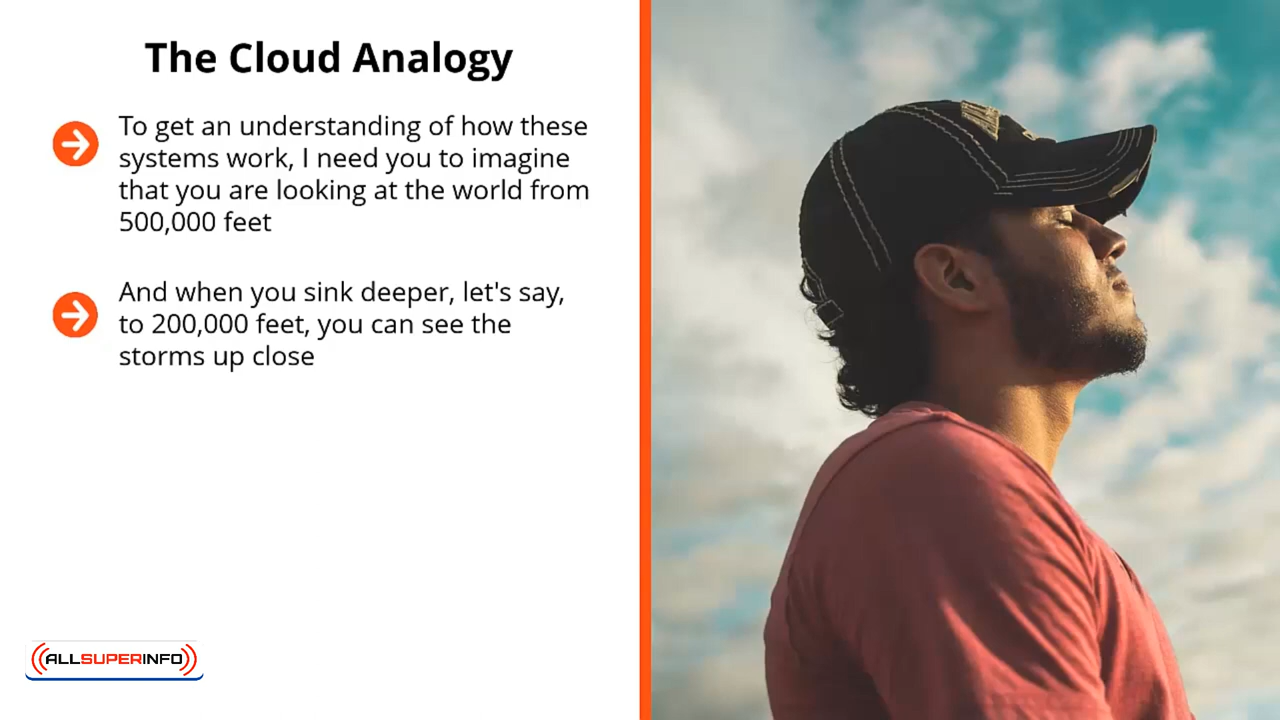 The Cloud Analogy
To get an understanding of how these
systems work, I need you to imagine
that you are looking at the world from
500,000 feet
And when you sink deeper, let's say,
to 200,000 feet, you can see the
storms up close
ALLSUPERINFO